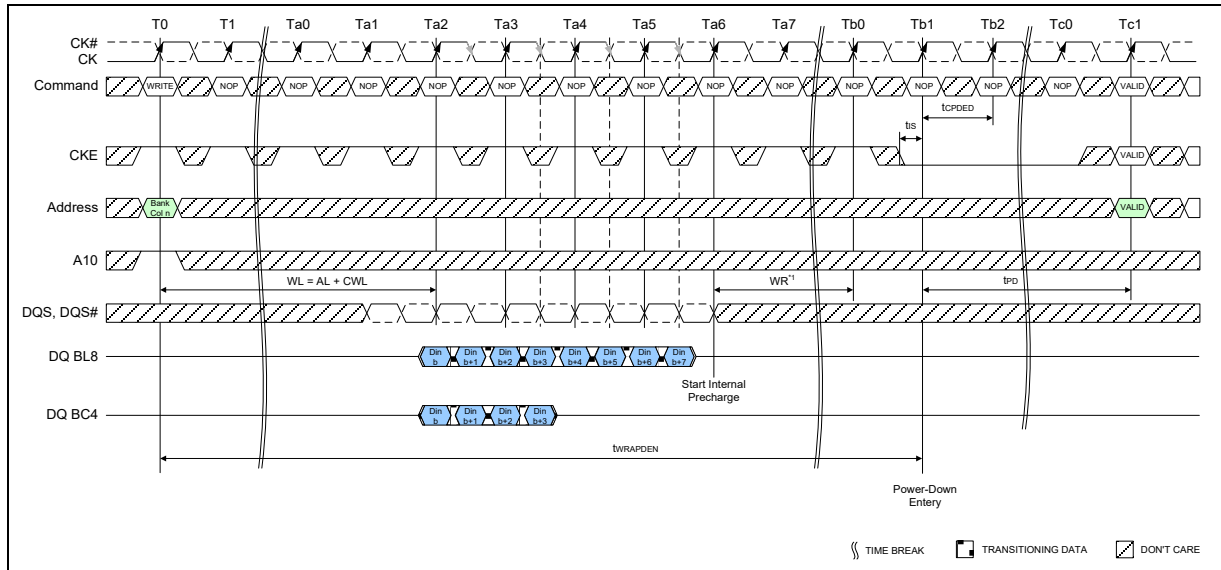 T0 T1 Ta0 Ta1 Ta2 Ta3 Ta4 Ta5 Ta6 Ta7 Tb0 Tb1 Tb2 Tc0 Tc1
CK#
CK
Command WRITE NOP NOP NOP NOP NOP NOP NOP NOP NOP NOP NOP NOP NOP VALID
tCPDED
tIS
CKE VALID
Address Bank Col n VALID
A10
WL = AL + CWL WR*1 tPD
DQS, DQS#
DQ BL8 Din b Din b+1 Din b+2 Din b+3 Din b+4 Din b+5 Din b+6 Din b+7
Start Internal
Precharge
DQ BC4 Din b Din b+1 Din b+2 Din b+3
tWRAPDEN
Power-Down
Entery
TIME BREAK TRANSITIONING DATA DON'T CARE